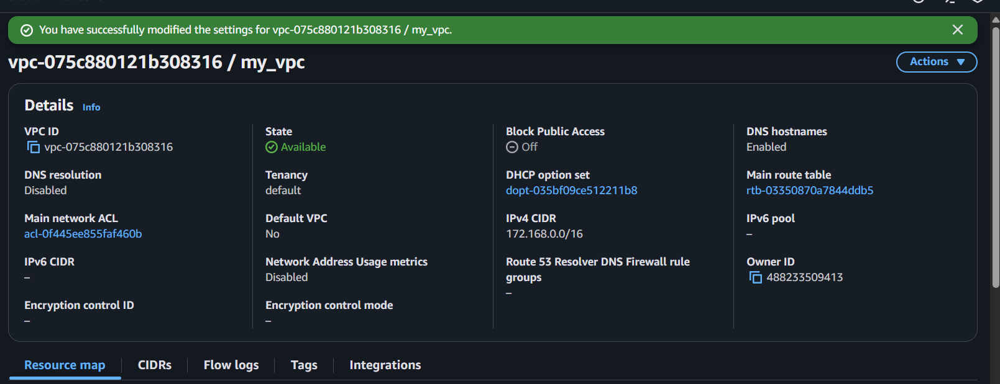 You have successfully modified the settings for vpc-075c880121b308316 / my_vpc.
vpc-075c880121b308316 / my_vpc
Actions
Details Info
VPC ID
vpc-075c880121b308316
State
Available
Block Public Access
Off
DNS hostnames
Enabled
DNS resolution
Disabled
Tenancy
default
DHCP option set
dopt-035bf09ce512211b8
Main route table
rtb-03350870a7844ddb5
Main network ACL
acl-0f445ee855faf460b
Default VPC
No
IPv4 CIDR
172.168.0.0/16
IPv6 pool
–
IPv6 CIDR
–
Network Address Usage metrics
Disabled
Route 53 Resolver DNS Firewall rule
groups
–
Owner ID
488233509413
Encryption control ID
–
Encryption control mode
–
Resource map
CIDRs
Flow logs
Tags
Integrations